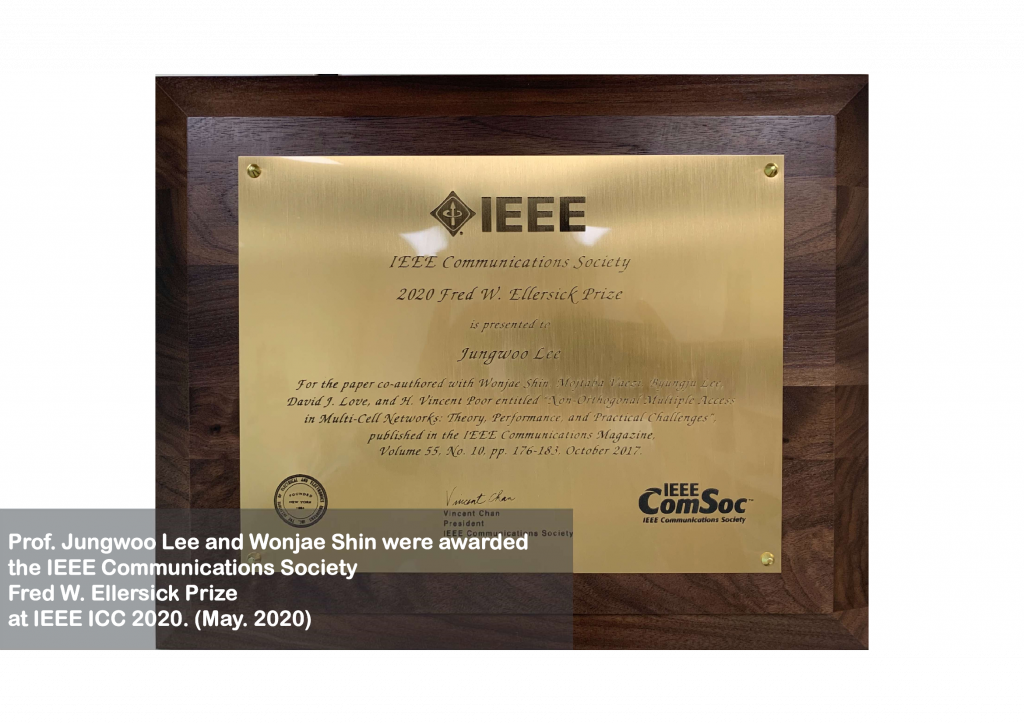 IEEE
IEEE Communications Society
2020 Fred W. Ellersick Prize
is presented to
Jungwoo Lee
For the paper co-authored with Wonjae Shin, Mojtaba Vaezi, Byungju Lee,
David J. Love, and H. Vincent Poor entitled "Non-Orthogonal Multiple Access
in Multi-Cell Networks: Theory, Performance, and Practical Challenges",
published in the IEEE Communications Magazine,
Volume 55, No. 10, pp. 176-183, October 2017.
Vincent Chan
Vincent Chan
President
IEEE Communications Society
IEEE
ComSoc™
IEEE Communications Society
Prof. Jungwoo Lee and Wonjae Shin were awarded
the IEEE Communications Society
Fred W. Ellersick Prize
at IEEE ICC 2020. (May. 2020)